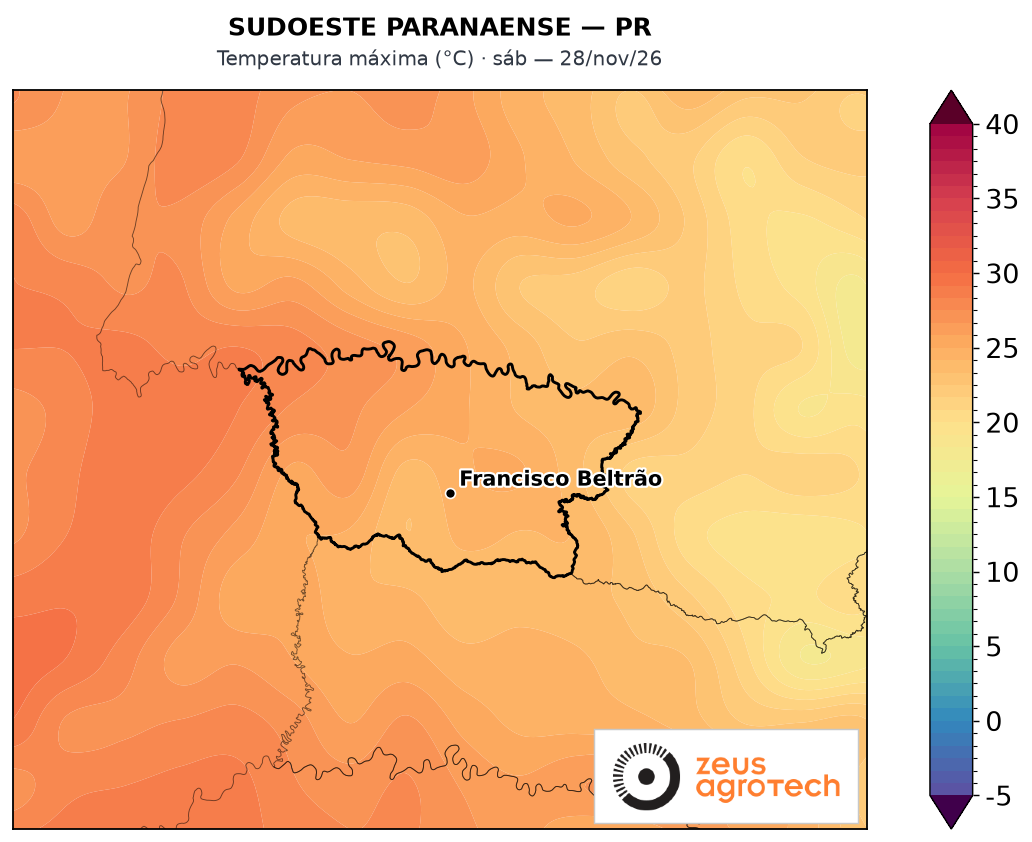 SUDOESTE PARANAENSE — PR
Temperatura máxima (°C) · sáb — 28/nov/26
40
35
30
25
20
15
10
5
0
-5
Francisco Beltrão
zeus
agrotech